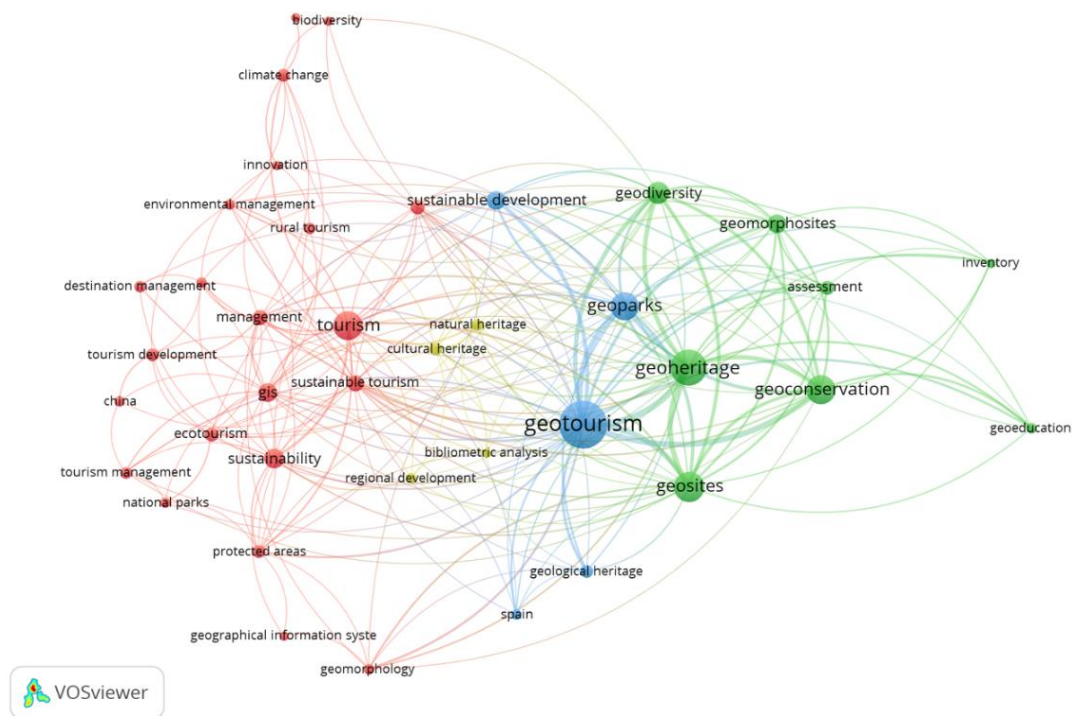 biodiversity
climate change
innovation
environmental management
sustainable development
geodiversity
rural tourism
geomorphosites
inventory
destination management
assessment
management
tourism
natural heritage
geoparks
cultural heritage
tourism development
sustainable tourism
geoheritage
gis
geoconservation
china
geotourism
ecotourism
geoeducation
sustainability
bibliometric analysis
tourism management
regional development
geosites
national parks
protected areas
geological heritage
spain
geographical information syste
geomorphology
VOSviewer